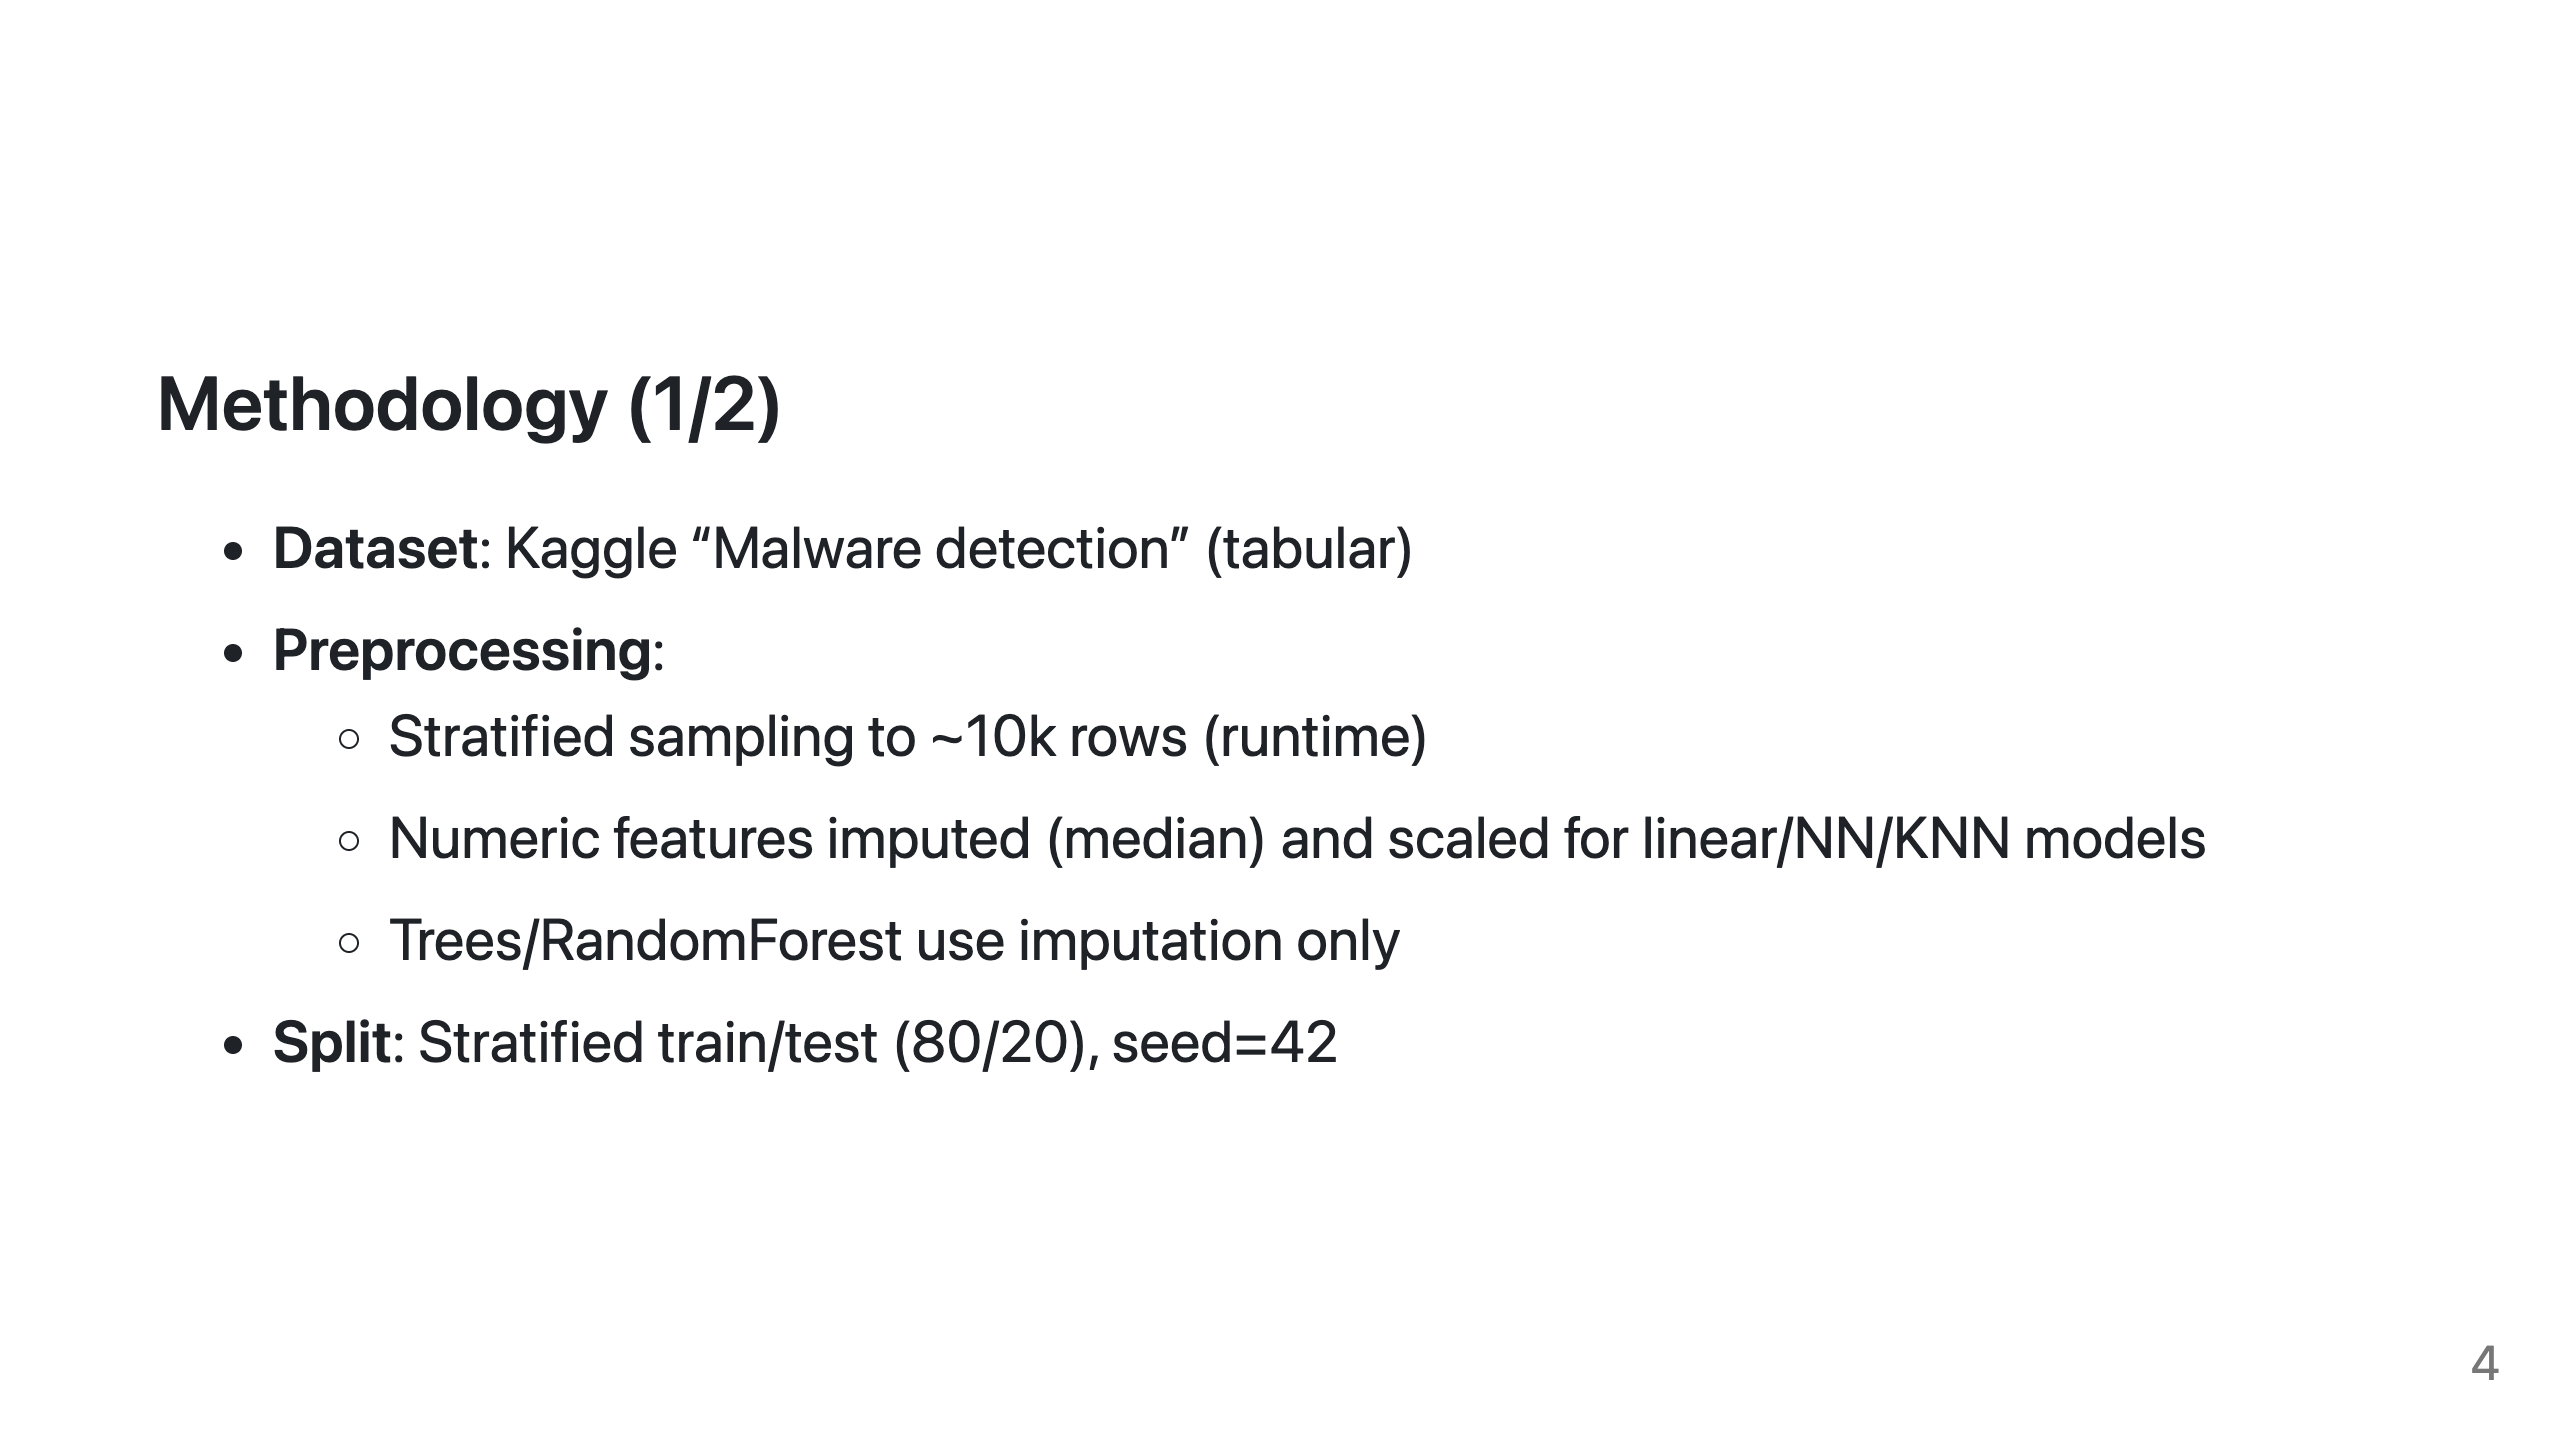 Methodology (1/2)
• Dataset: Kaggle “Malware detection” (tabular)
• Preprocessing:
◦ Stratified sampling to ~10k rows (runtime)
◦ Numeric features imputed (median) and scaled for linear/NN/KNN models
◦ Trees/RandomForest use imputation only
• Split: Stratified train/test (80/20), seed=42
4